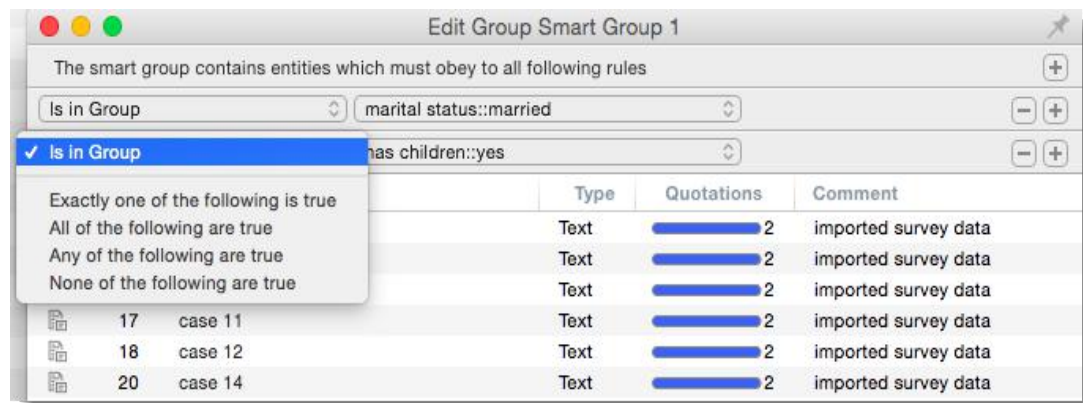 Edit Group Smart Group 1
The smart group contains entities which must obey to all following rules
Is in Group marital status::married
Is in Group has children::yes
Exactly one of the following is true
All of the following are true
Any of the following are true
None of the following are true
Type Quotations Comment
Text 2 imported survey data
Text 2 imported survey data
Text 2 imported survey data
17 case 11 Text 2 imported survey data
18 case 12 Text 2 imported survey data
20 case 14 Text 2 imported survey data